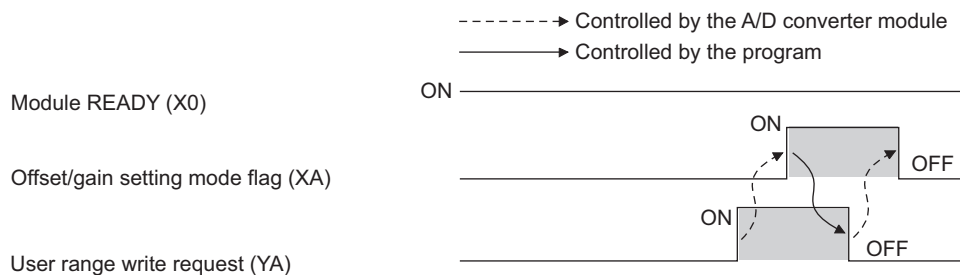 Controlled by the A/D converter module
Controlled by the program
Module READY (X0)
ON
ON
Offset/gain setting mode flag (XA)
OFF
ON
User range write request (YA)
OFF